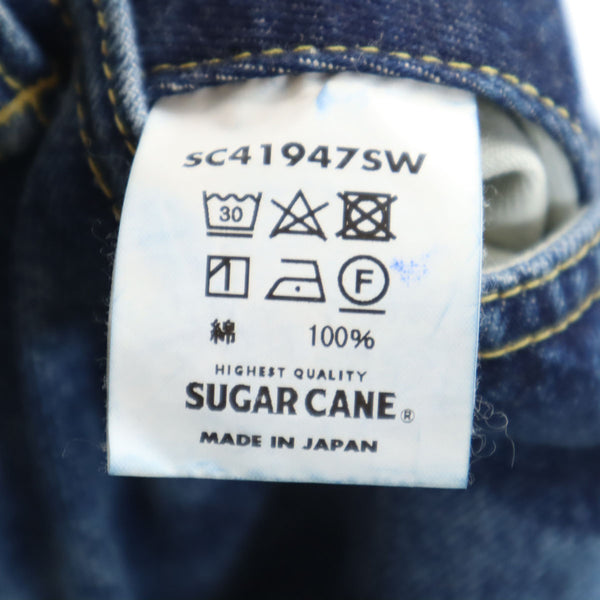 SC41947SW
30
F
綿 100%
HIGHEST QUALITY
SUGAR CANE®
MADE IN JAPAN